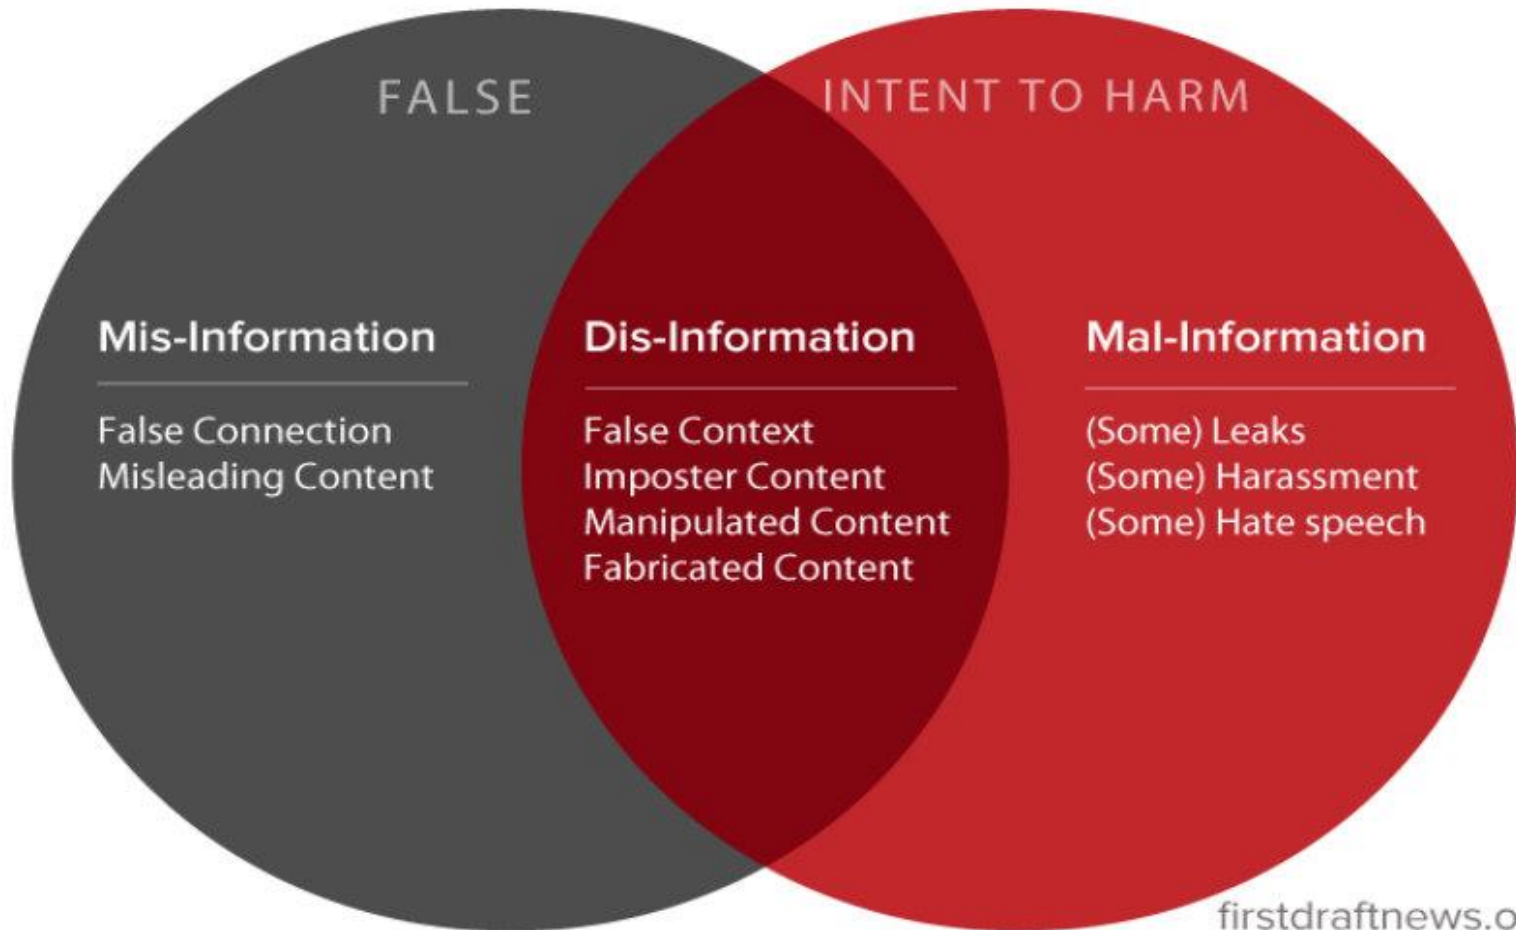 FALSE
INTENT TO HARM
Mis-Information
False Connection
Misleading Content
Dis-Information
False Context
Imposter Content
Manipulated Content
Fabricated Content
Mal-Information
(Some) Leaks
(Some) Harassment
(Some) Hate speech
firstdraftnews.o